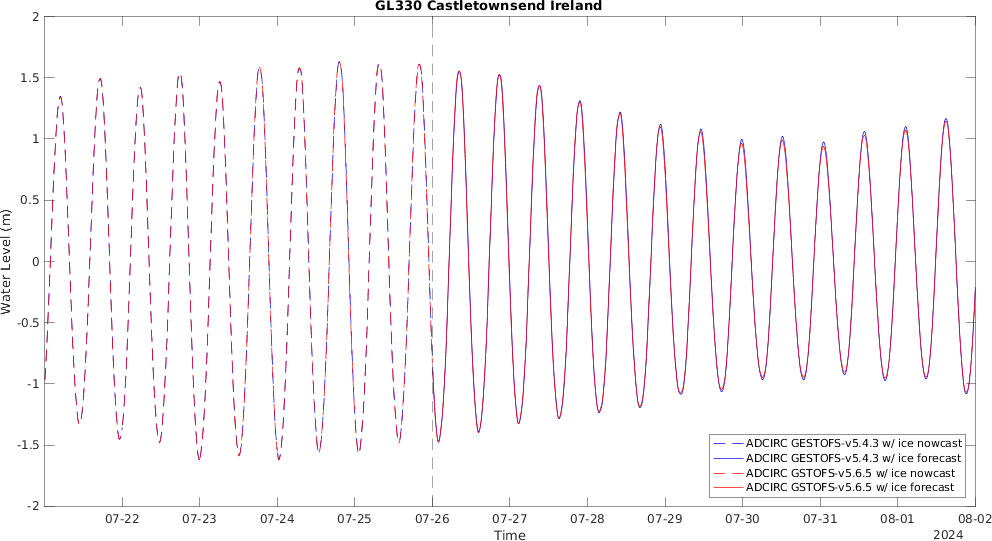 GL330 Castletownsend Ireland
2
1.5
1
0.5
0
-0.5
-1
-1.5
-2
Water Level (m)
ADCIRC GESTOFS-v5.4.3 w/ ice nowcast
ADCIRC GESTOFS-v5.4.3 w/ ice forecast
ADCIRC GSTOFS-v5.6.5 w/ ice nowcast
ADCIRC GSTOFS-v5.6.5 w/ ice forecast
07-22 07-23 07-24 07-25 07-26 07-27 07-28 07-29 07-30 07-31 08-01 08-02
Time
2024